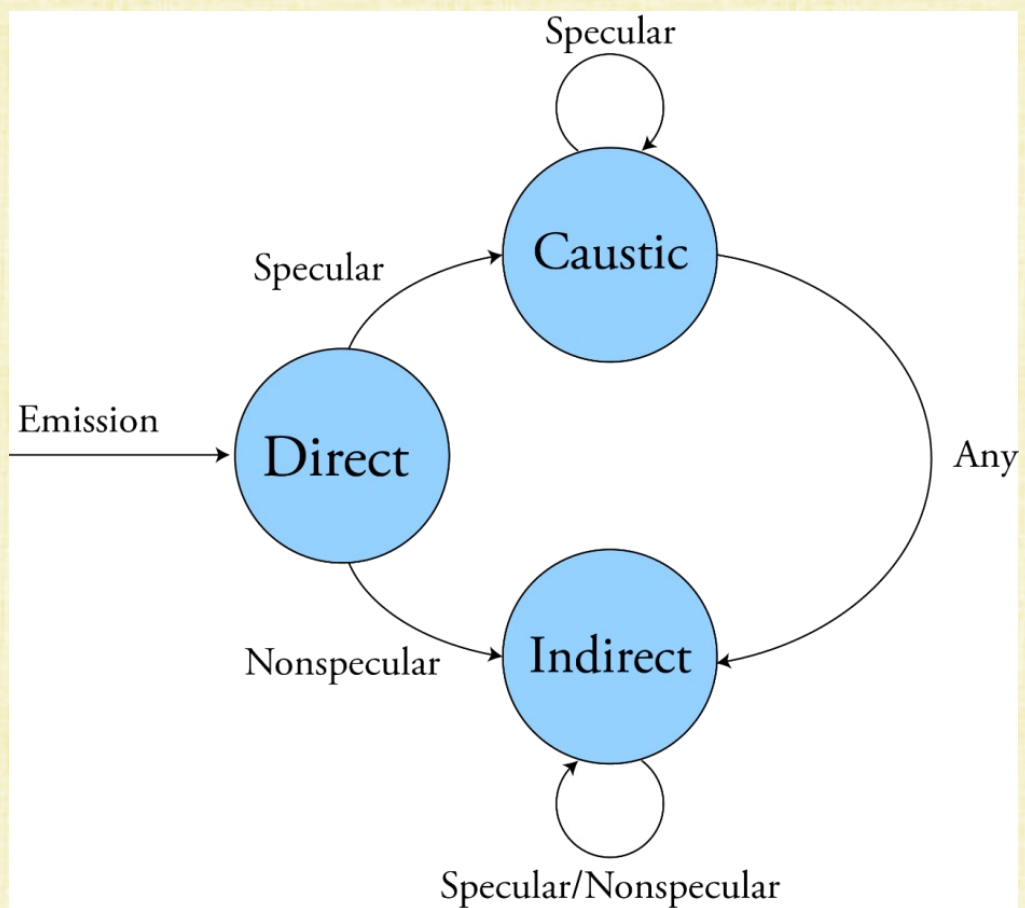 Specular
Caustic
Specular
Emission
Direct
Any
Nonspecular
Indirect
Specular/Nonspecular